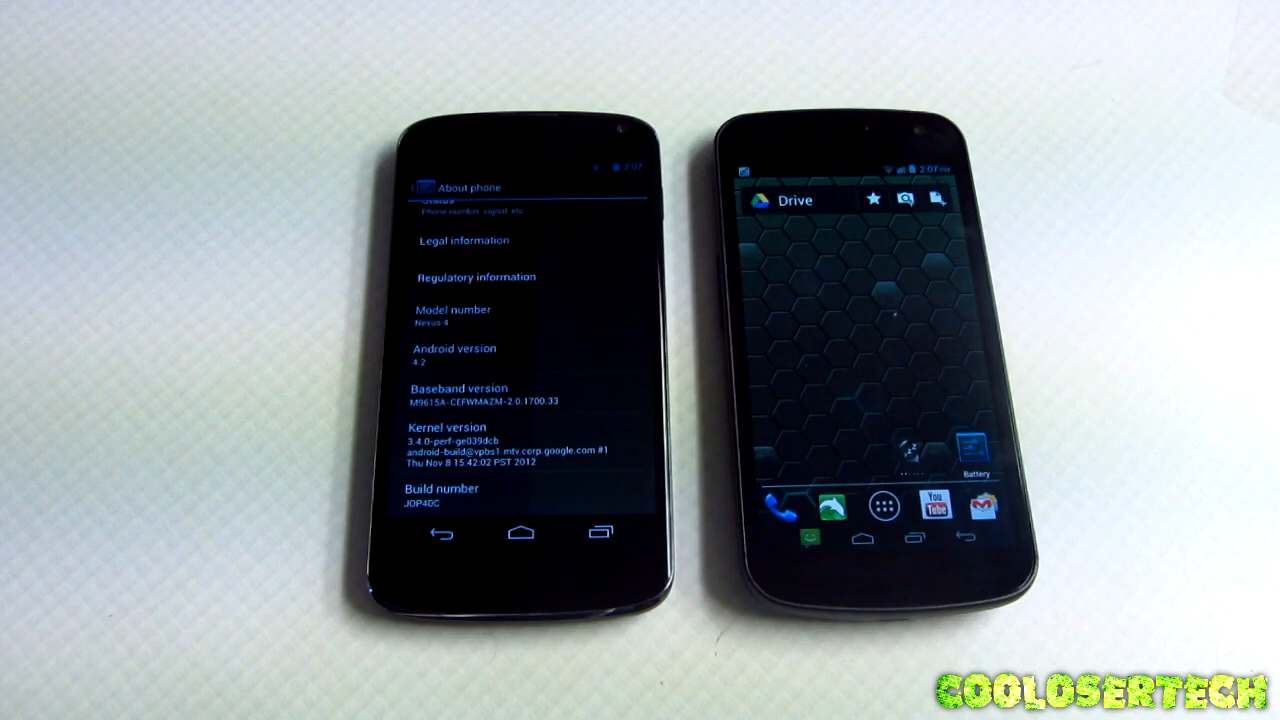 2:07
About phone
Status
Phone number, signal, etc.
Legal information
Regulatory information
Model number
Nexus 4
Android version
4.2
Baseband version
M9615A-CEFWMAZM-2.0.1700.33
Kernel version
3.4.0-perf-ge039dcb
android-build@vpbs1.mtv.corp.google.com #1
Thu Nov 8 15:42:02 PST 2012
Build number
JOP40C
2:07 PM
Drive
Battery
You
Tube
COOLOSERTECH